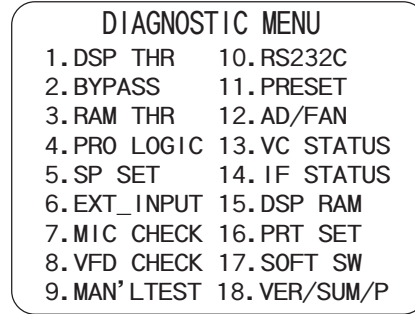 DIAGNOSTIC MENU
1.DSP THR 10.RS232C
2.BYPASS 11.PRESET
3.RAM THR 12.AD/FAN
4.PRO LOGIC 13.VC STATUS
5.SP SET 14.IF STATUS
6.EXT_INPUT 15.DSP RAM
7.MIC CHECK 16.PRT SET
8.VFD CHECK 17.SOFT SW
9.MAN'LTEST 18.VER/SUM/P